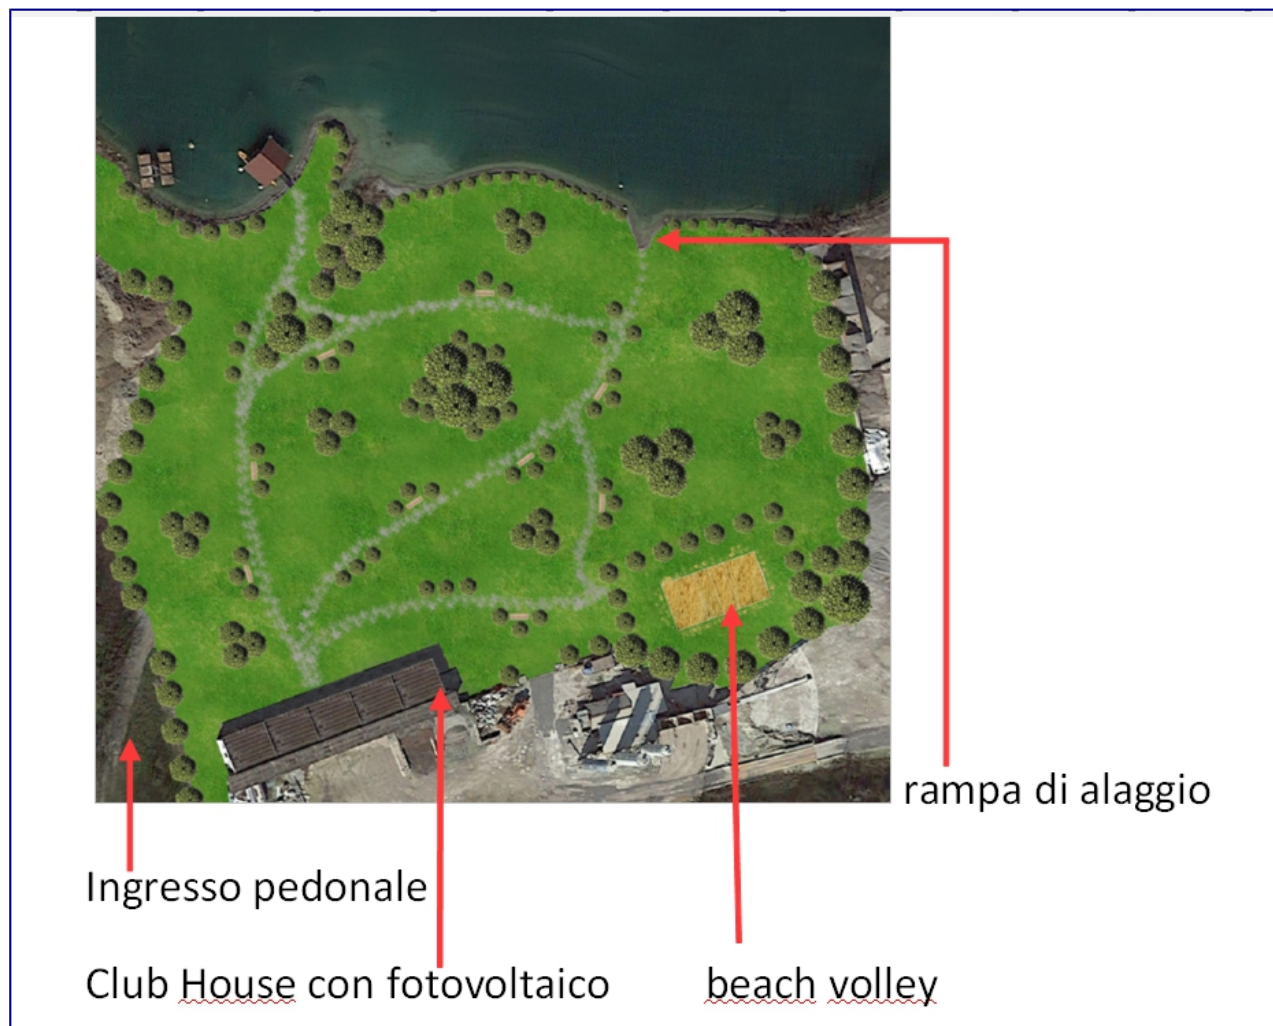 rampa di alaggio
Ingresso pedonale
Club House con fotovoltaico
beach volley